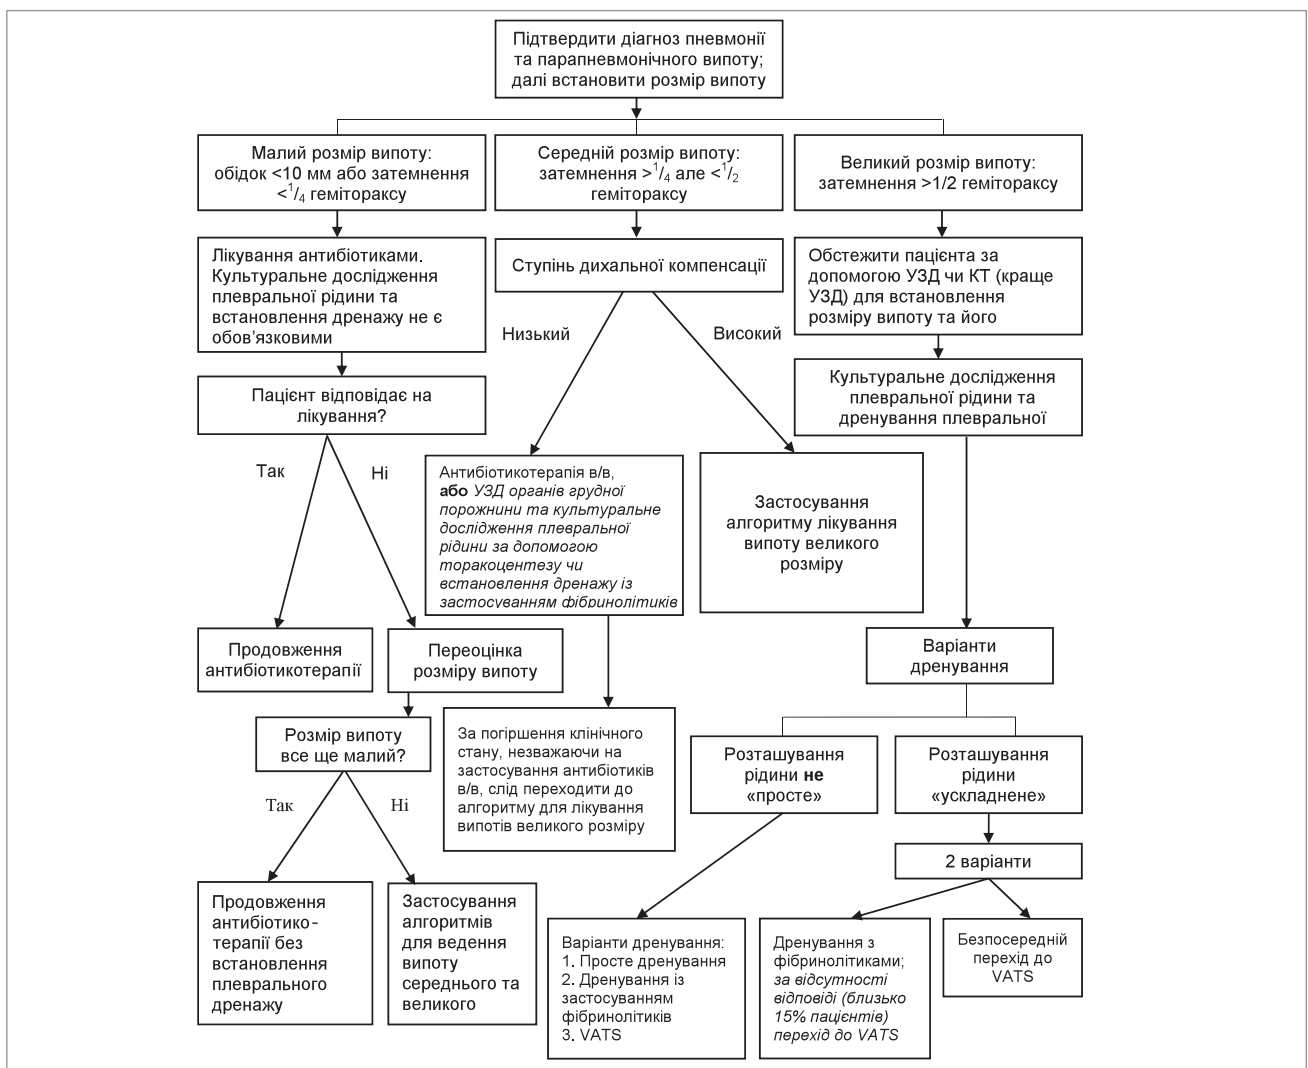 Підтвердити діагноз пневмонії
та парапневмонічного випоту;
далі встановити розмір випоту
Малий розмір випоту:
обідок <10 мм або затемнення
<1/4 гемітораксу
Середній розмір випоту:
затемнення >1/4 але <1/2
гемітораксу
Великий розмір випоту:
затемнення >1/2 гемітораксу
Лікування антибіотиками.
Культуральне дослідження
плевральної рідини та
встановлення дренажу не є
обов’язковими
Ступінь дихальної компенсації
Обстежити пацієнта за
допомогою УЗД чи КТ (краще
УЗД) для встановлення
розміру випоту та його
Низький
Високий
Пацієнт відповідає на
лікування?
Культуральне дослідження
плевральної рідини та
дренування плевральної
Так
Ні
Антибіотикотерапія в/в,
або УЗД органів грудної
порожнини та культуральне
дослідження плевральної
рідини за допомогою
торакоцентезу чи
встановлення дренажу із
застосуванням фібринолітиків
Застосування
алгоритму лікування
випоту великого
розміру
Продовження
антибіотикотерапії
Переоцінка
розміру випоту
Варіанти
дренування
Розмір випоту
все ще малий?
За погіршення клінічного
стану, незважаючи на
застосування антибіотиків
в/в, слід переходити до
алгоритму для лікування
випотів великого розміру
Розташування
рідини не
«просте»
Розташування
рідини
«ускладнене»
Так
Ні
2 варіанти
Продовження
антибіотико-
терапії без
встановлення
плеврального
дренажу
Застосування
алгоритмів
для ведення
випоту
середнього та
великого
Варіанти дренування:
1. Просте дренування
2. Дренування із
застосуванням
фібринолітиків
3. VATS
Дренування з
фібринолітиками;
за відсутності
відповіді (близько
15% пацієнтів)
перехід до VATS
Безпосередній
перехід до
VATS